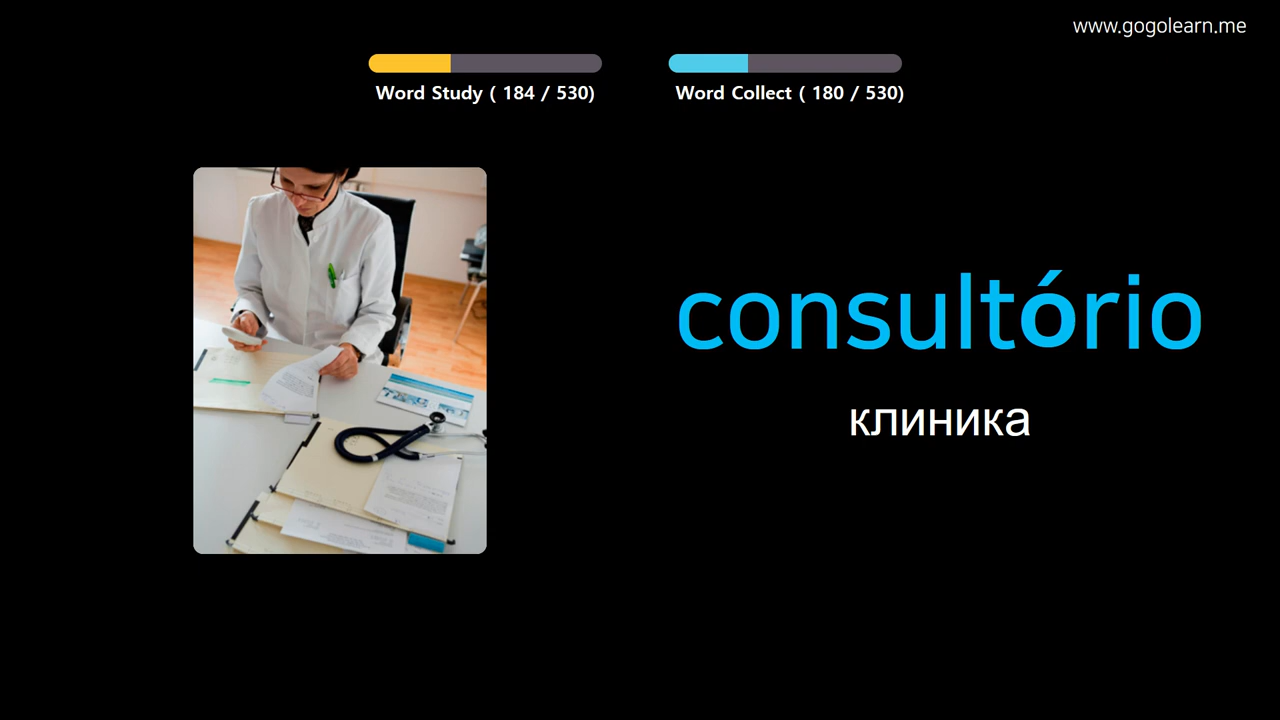 www.gogolearn.me
Word Study ( 184 / 530)
Word Collect ( 180 / 530)
consultório
клиника